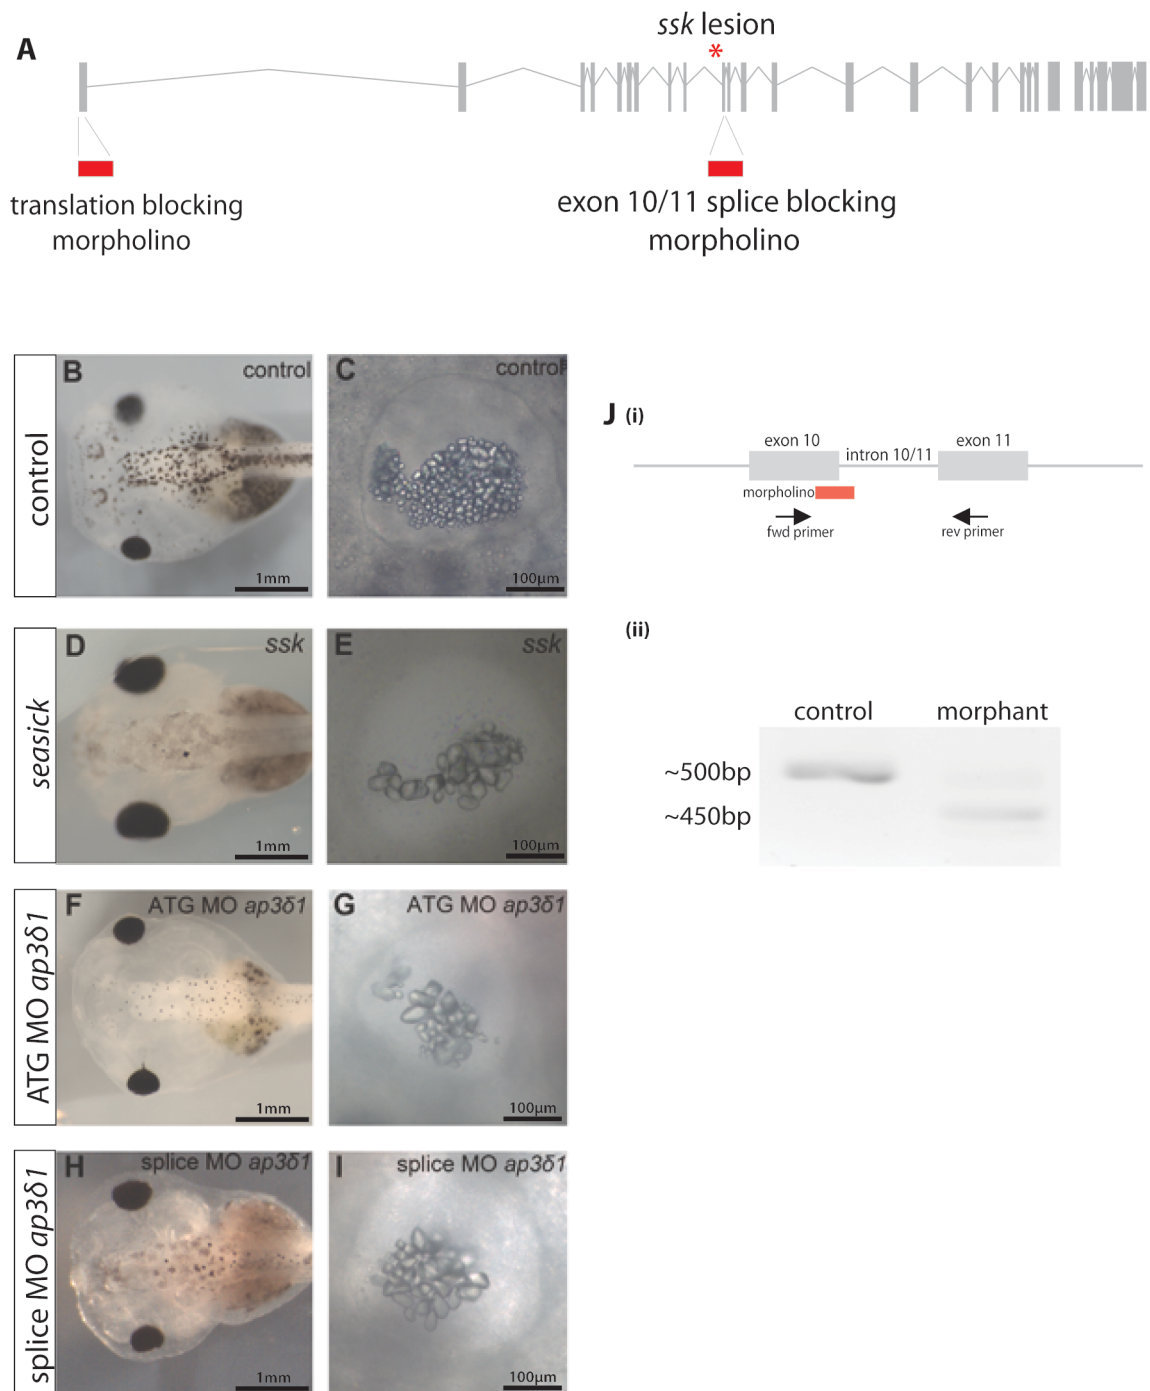 A
ssk lesion
*
translation blocking
morpholino
exon 10/11 splice blocking
morpholino
control
B
control
1mm
C
control
100µm
seasick
D
ssk
1mm
E
ssk
100µm
ATG MO ap3δ1
F
ATG MO ap3δ1
1mm
G
ATG MO ap3δ1
100µm
splice MO ap3δ1
H
splice MO ap3δ1
1mm
I
splice MO ap3δ1
100µm
J (i)
exon 10
intron 10/11
exon 11
morpholino
fwd primer
rev primer
(ii)
control
morphant
~500bp
~450bp